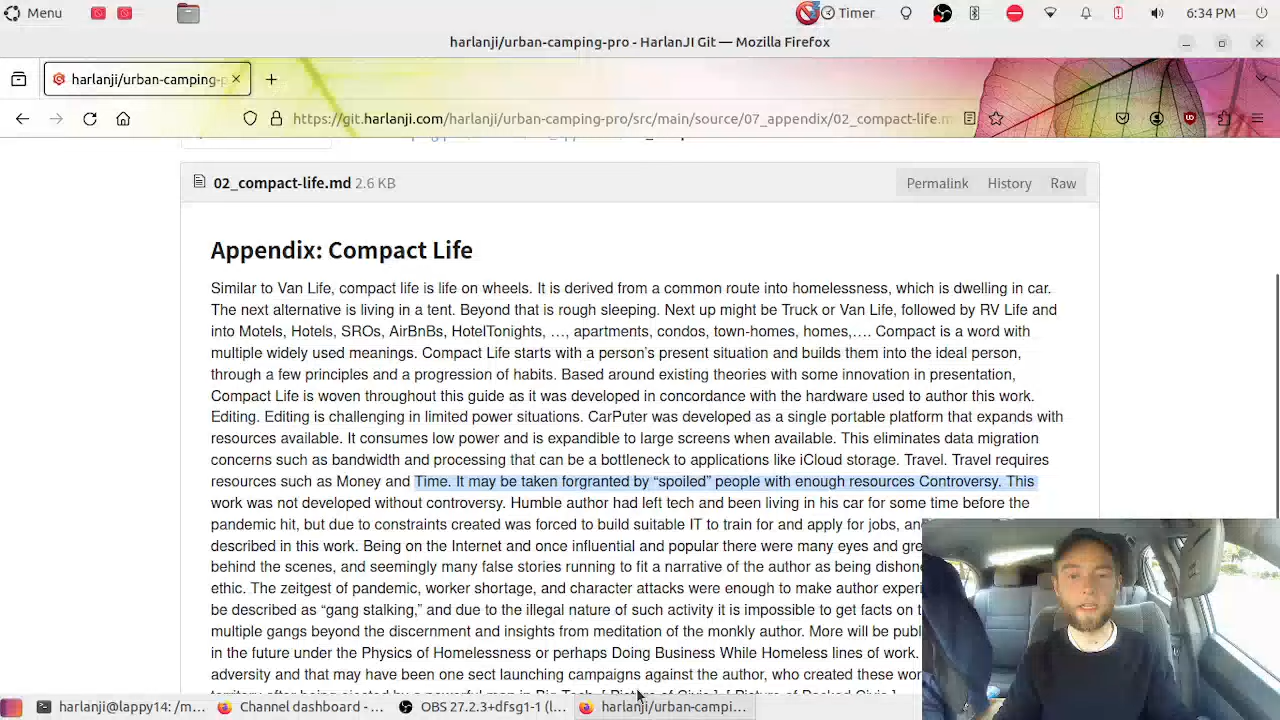 Menu
Timer
6:34 PM
harlanji/urban-camping-pro - HarlanJI Git — Mozilla Firefox
harlanji/urban-camping-p
https://git.harlanji.com/harlanji/urban-camping-pro/src/main/source/07_appendix/02_compact-life.m
02_compact-life.md 2.6 KB
Permalink
History
Raw
Appendix: Compact Life
Similar to Van Life, compact life is life on wheels. It is derived from a common route into homelessness, which is dwelling in car.
The next alternative is living in a tent. Beyond that is rough sleeping. Next up might be Truck or Van Life, followed by RV Life and
into Motels, Hotels, SROs, AirBnBs, HotelTonights, …, apartments, condos, town-homes, homes,…. Compact is a word with
multiple widely used meanings. Compact Life starts with a person’s present situation and builds them into the ideal person,
through a few principles and a progression of habits. Based around existing theories with some innovation in presentation,
Compact Life is woven throughout this guide as it was developed in concordance with the hardware used to author this work.
Editing. Editing is challenging in limited power situations. CarPuter was developed as a single portable platform that expands with
resources available. It consumes low power and is expandible to large screens when available. This eliminates data migration
concerns such as bandwidth and processing that can be a bottleneck to applications like iCloud storage. Travel. Travel requires
resources such as Money and Time. It may be taken forgranted by “spoiled” people with enough resources Controversy. This
work was not developed without controversy. Humble author had left tech and been living in his car for some time before the
pandemic hit, but due to constraints created was forced to build suitable IT to train for and apply for jobs, an
described in this work. Being on the Internet and once influential and popular there were many eyes and gre
behind the scenes, and seemingly many false stories running to fit a narrative of the author as being dishon
ethic. The zeitgest of pandemic, worker shortage, and character attacks were enough to make author experi
be described as “gang stalking,” and due to the illegal nature of such activity it is impossible to get facts on t
multiple gangs beyond the discernment and insights from meditation of the monkly author. More will be publ
in the future under the Physics of Homelessness or perhaps Doing Business While Homeless lines of work.
adversity and that may have been one sect launching campaigns against the author, who created these wor
harlanji@lappy14: /m...
Channel dashboard - ...
OBS 27.2.3+dfsg1-1 (l...
harlanji/urban-campi...